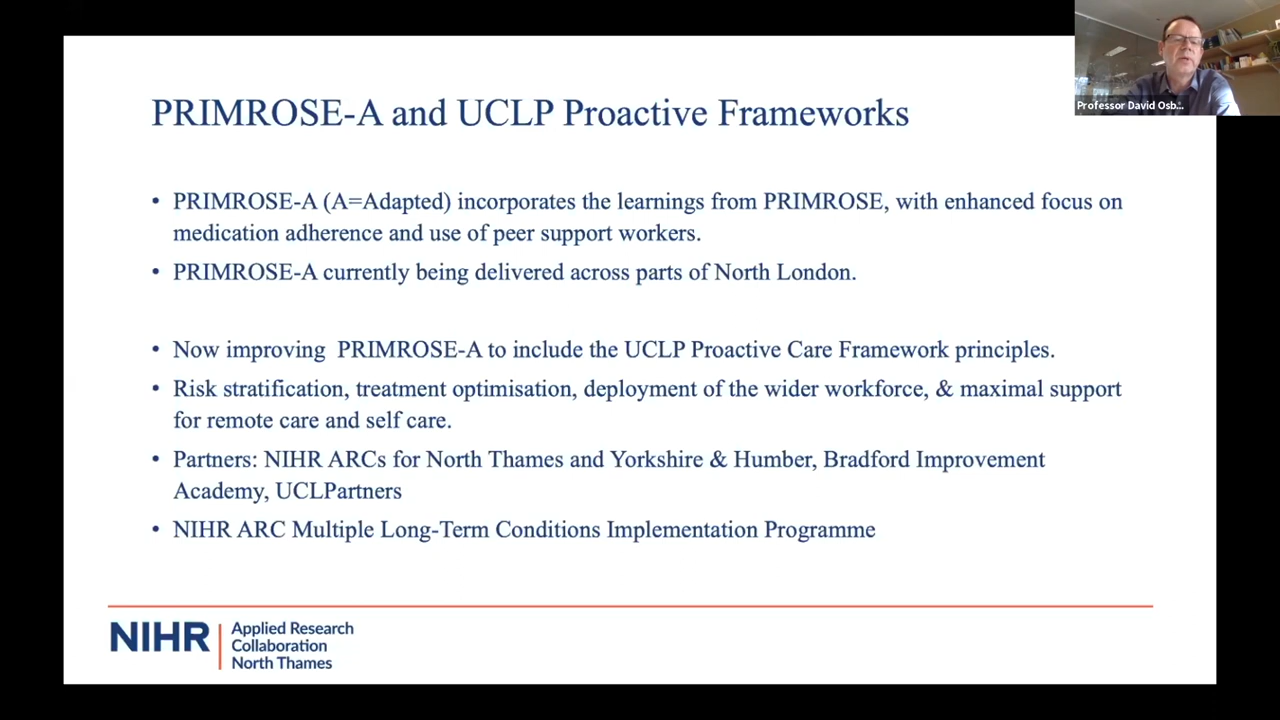 Professor David Osb...
PRIMROSE-A and UCLP Proactive Frameworks
• PRIMROSE-A (A=Adapted) incorporates the learnings from PRIMROSE, with enhanced focus on
medication adherence and use of peer support workers.
• PRIMROSE-A currently being delivered across parts of North London.
• Now improving PRIMROSE-A to include the UCLP Proactive Care Framework principles.
• Risk stratification, treatment optimisation, deployment of the wider workforce, & maximal support
for remote care and self care.
• Partners: NIHR ARCs for North Thames and Yorkshire & Humber, Bradford Improvement
Academy, UCLPartners
• NIHR ARC Multiple Long-Term Conditions Implementation Programme
NIHR
Applied Research
Collaboration
North Thames